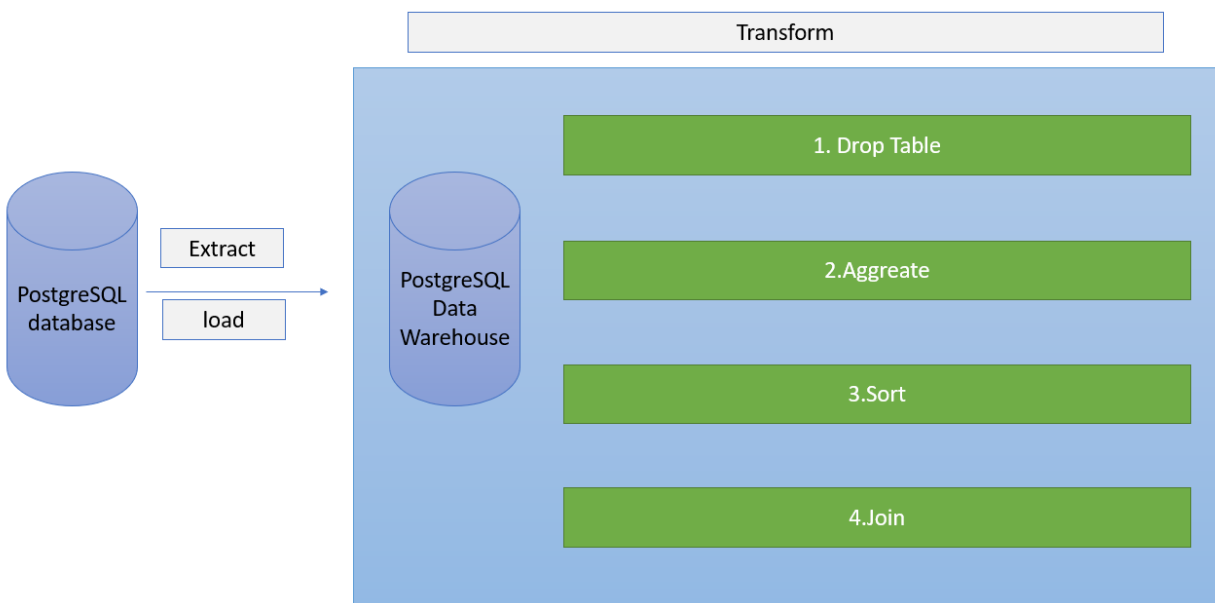 Transform
1. Drop Table
PostgreSQL
database
Extract
load
PostgreSQL
Data
Warehouse
2.Aggreate
3.Sort
4.Join